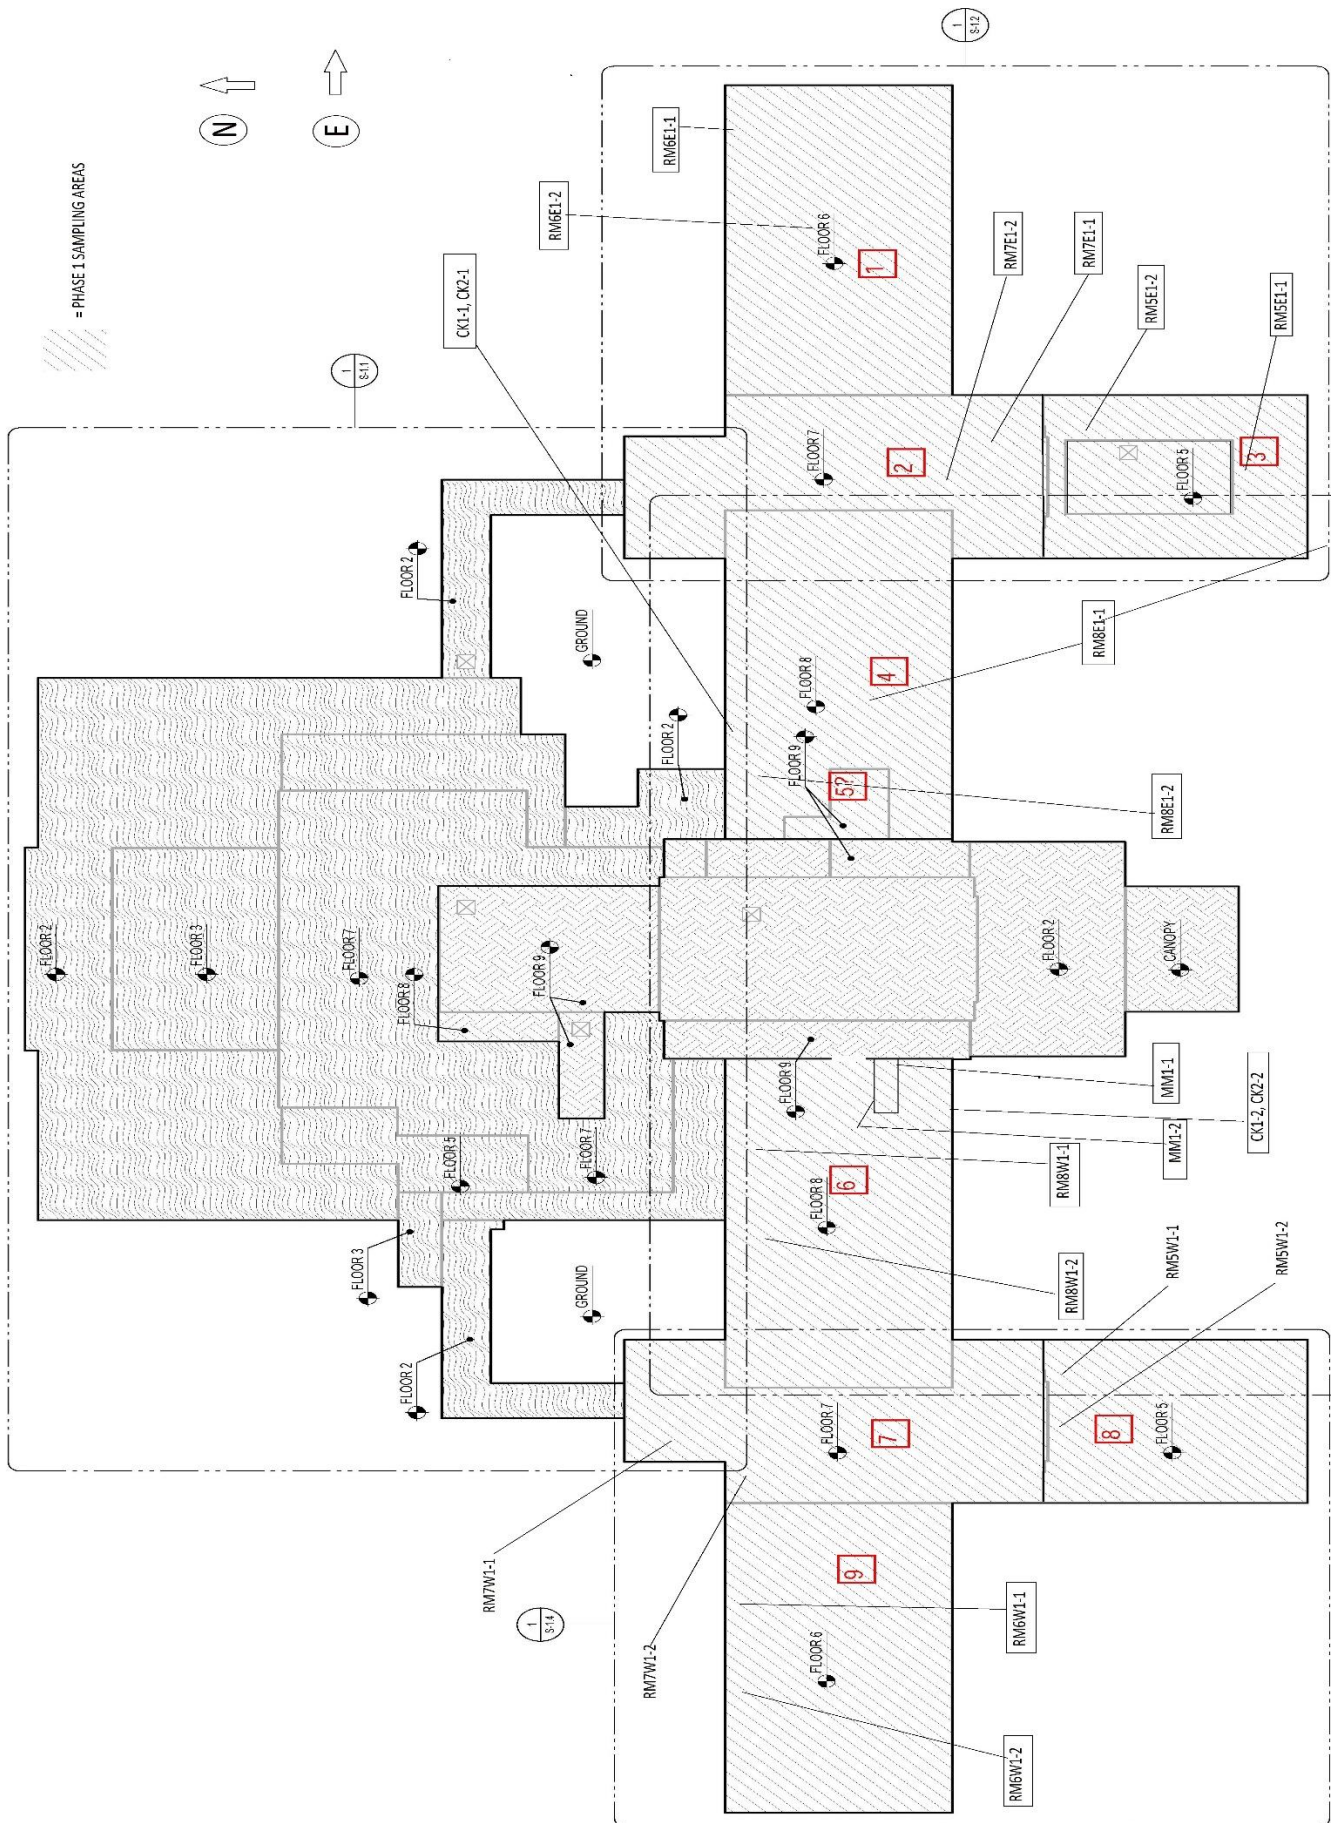 1
S-1.2
N
E
= PHASE 1 SAMPLING AREAS
1
S-1.1
RM6E1-1
RM6E1-2
CK1-1, CK2-1
FLOOR 6
1
RM7E1-2
RM7E1-1
RM5E1-2
RM5E1-1
FLOOR 7
2
3
FLOOR 5
FLOOR 2
GROUND
FLOOR 2
FLOOR 8
4
RM8E1-1
FLOOR 9
5?
RM8E1-2
FLOOR 2
FLOOR 3
FLOOR 7
FLOOR 8
FLOOR 9
FLOOR 2
CANOPY
FLOOR 9
MM1-1
MM1-2
CK1-2, CK2-2
FLOOR 5
FLOOR 7
FLOOR 8
6
RM8W1-1
RM8W1-2
FLOOR 3
GROUND
FLOOR 2
RM5W1-1
RM5W1-2
FLOOR 7
7
8
FLOOR 5
RM7W1-1
1
S-1.4
RM7W1-2
9
FLOOR 6
RM6W1-1
RM6W1-2